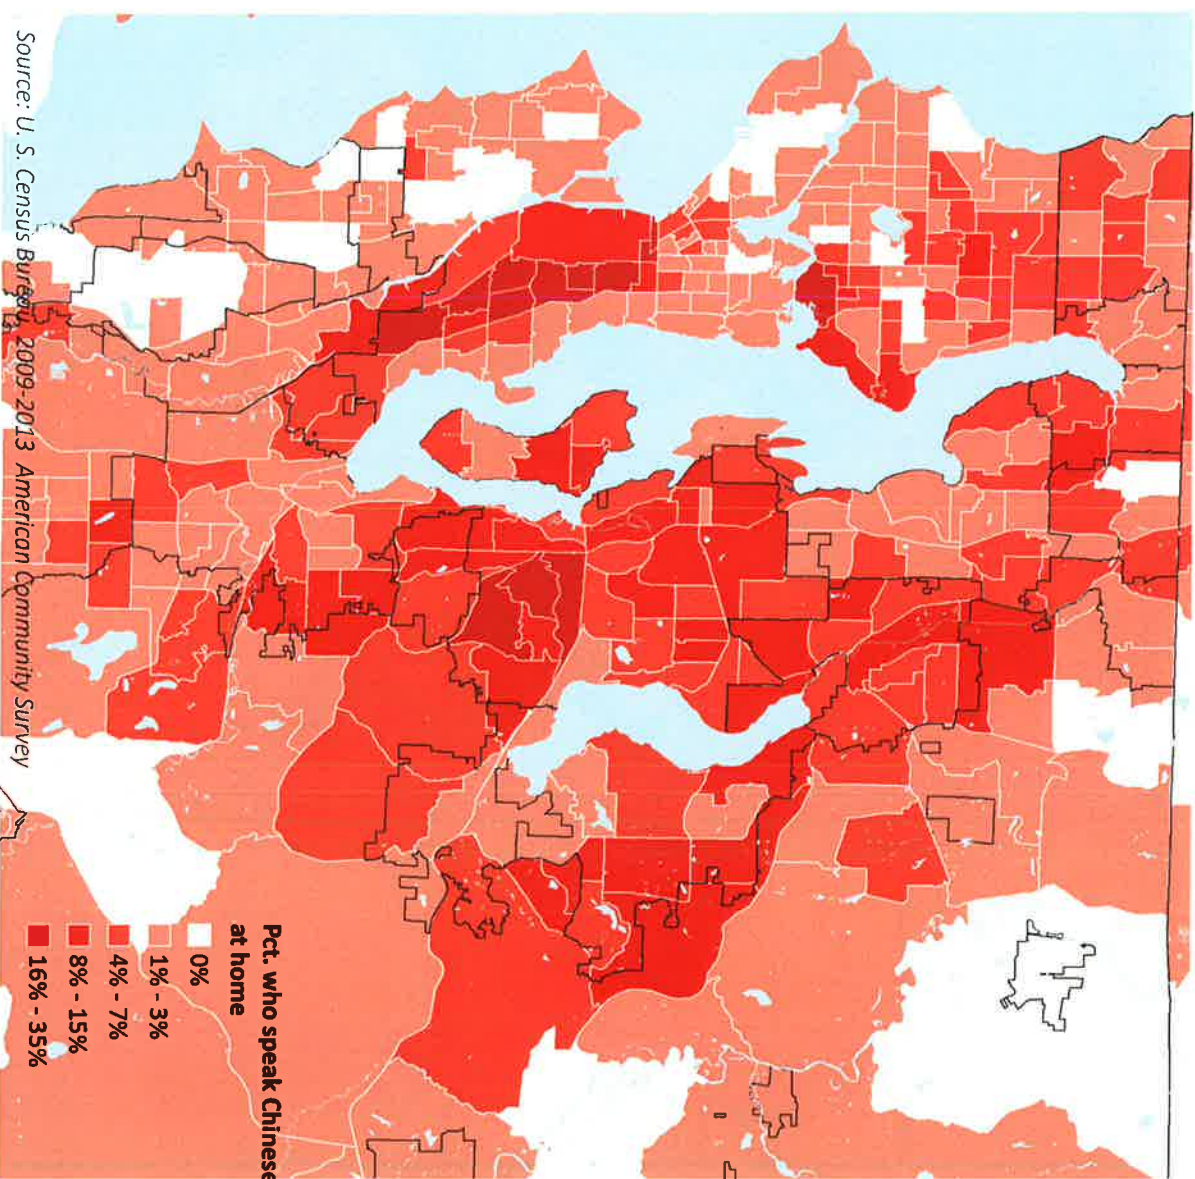 Pct. who speak Chinese
at home
0%
1% - 3%
4% - 7%
8% - 15%
16% - 35%
Source: U. S. Census Bureau, 2009-2013 American Community Survey